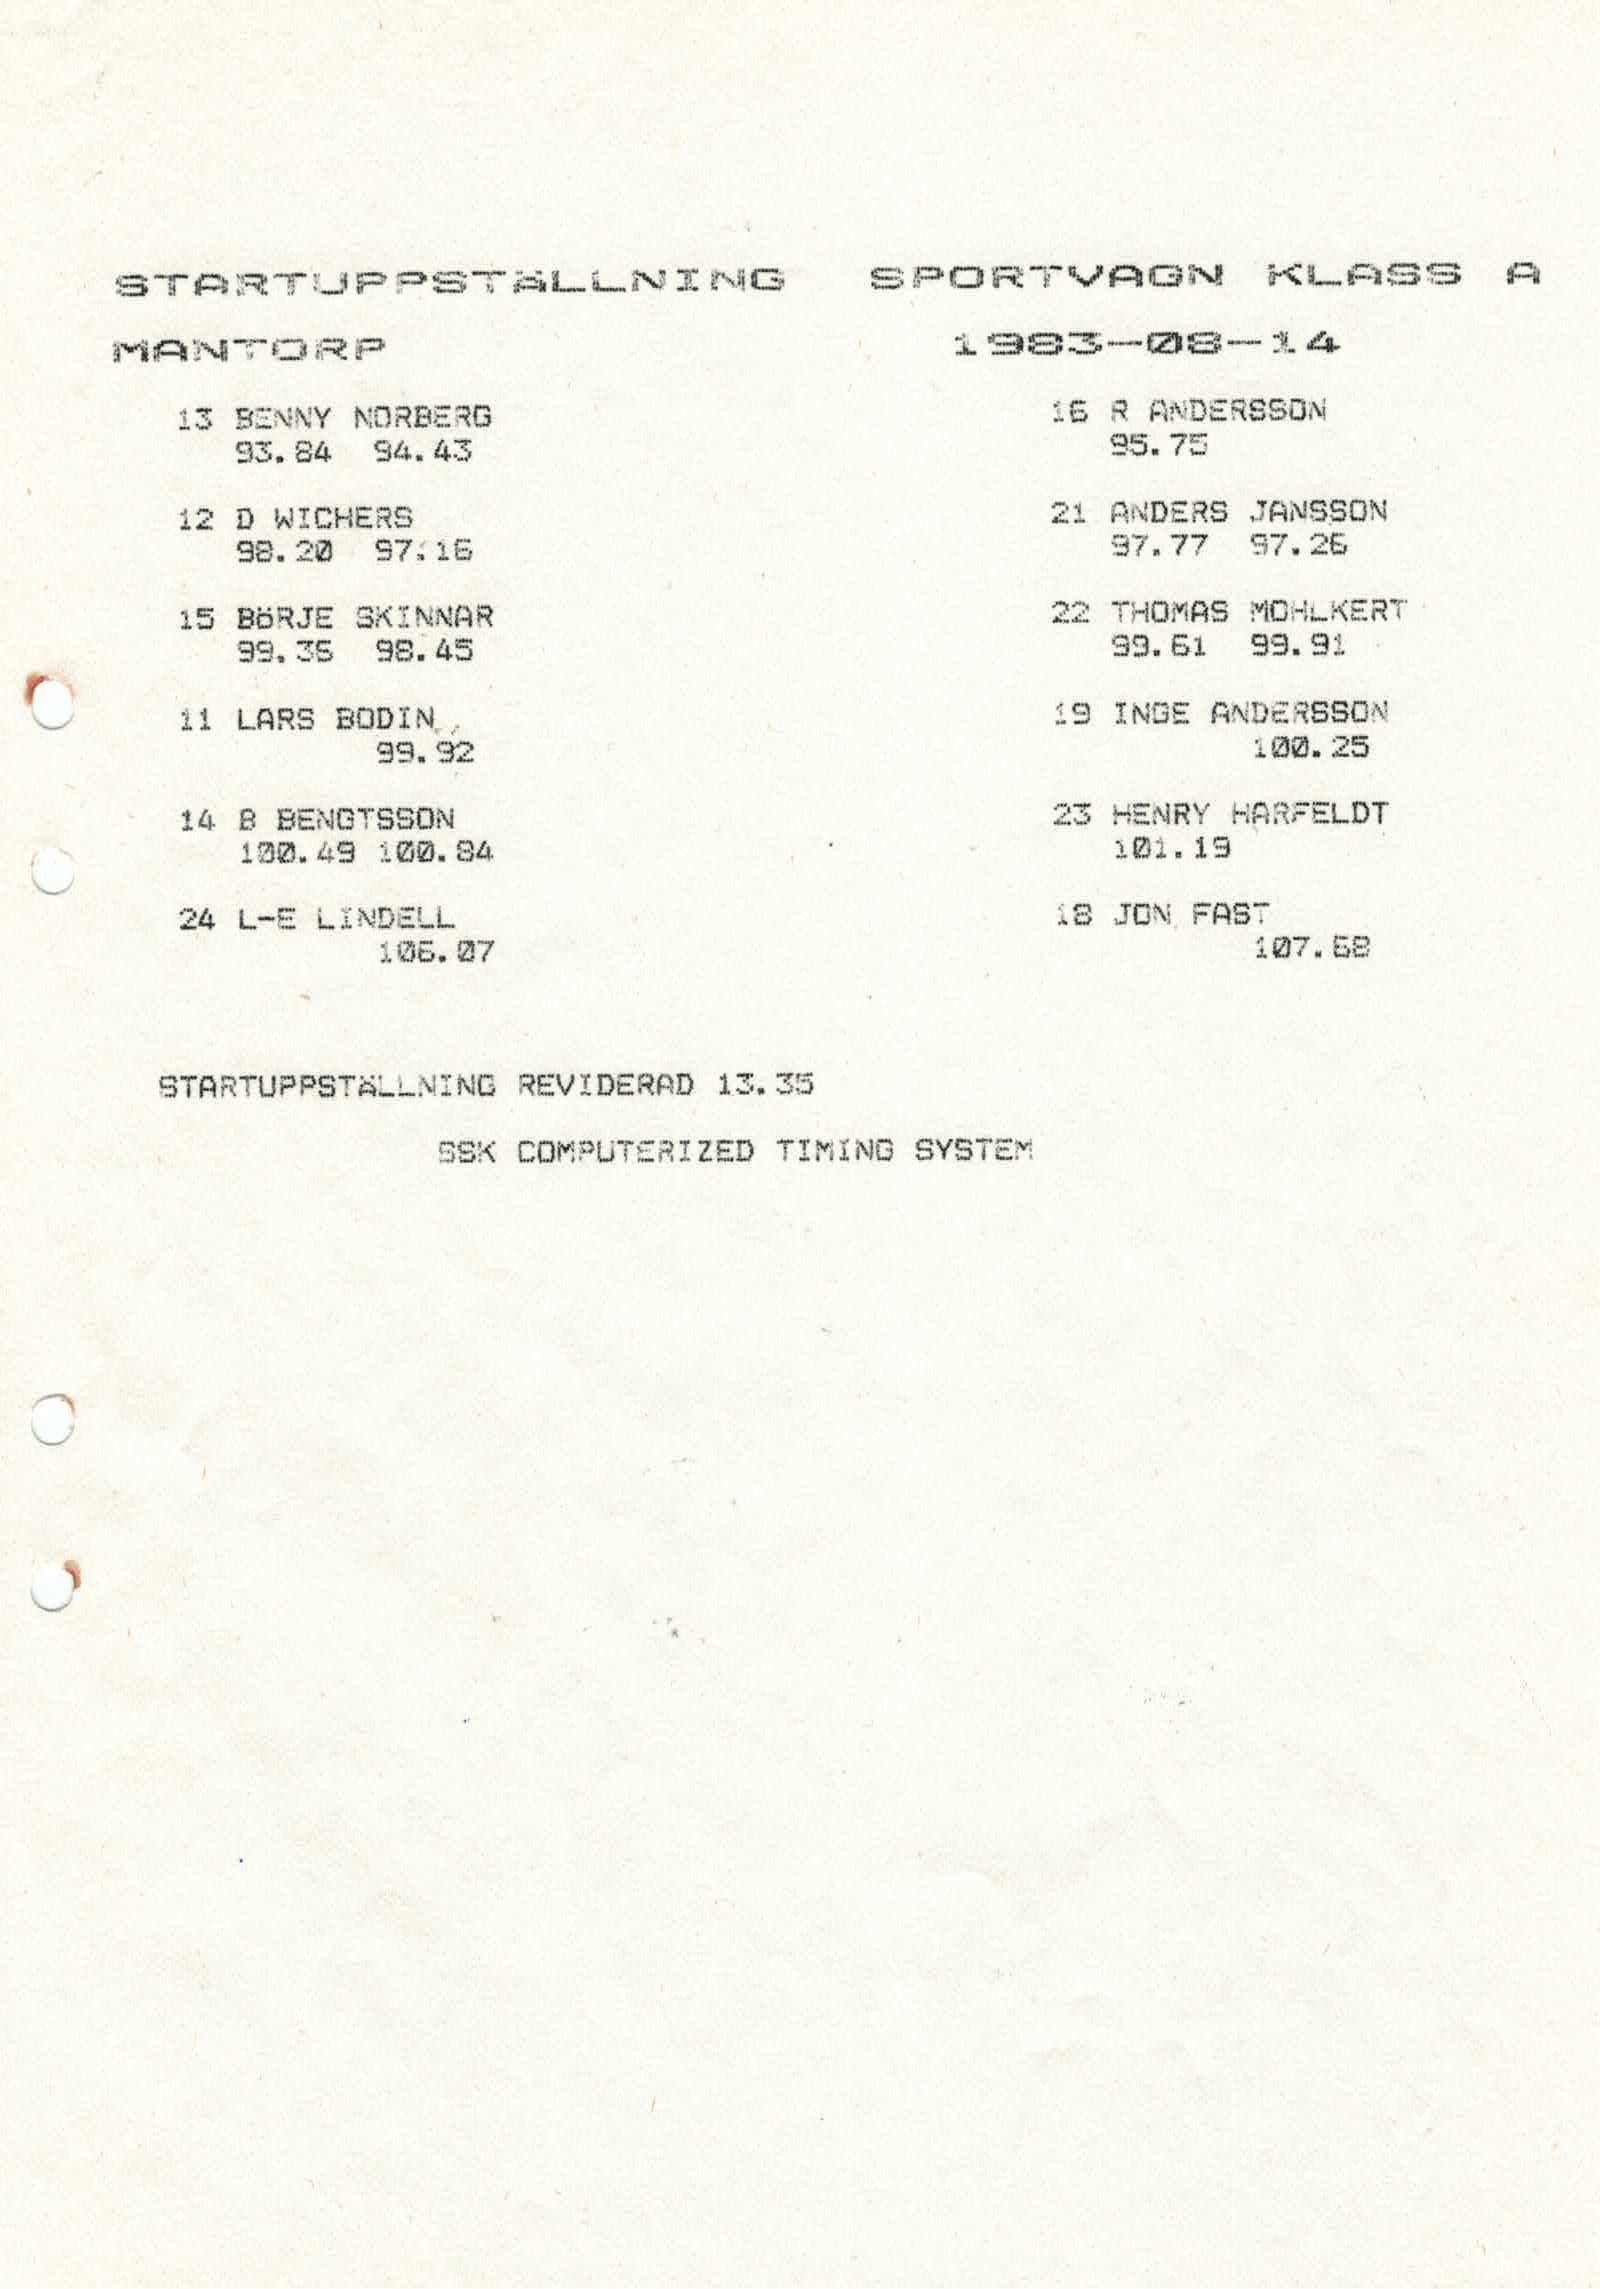 STARTUPPSTÄLLNING SPORTVAGN KLASS A
MANTORP 1983-08-14
13 BENNY NORBERG 16 R ANDERSSON
93.84 94.43 95.75
12 D WICHERS 21 ANDERS JANSSON
98.20 97.16 97.77 97.26
15 BÖRJE SKINNAR 22 THOMAS MOHLKERT
99.36 98.45 99.61 99.91
11 LARS BODIN 19 INGE ANDERSSON
99.92 100.25
14 B BENGTSSON 23 HENRY HARFELDT
100.49 100.84 101.19
24 L-E LINDELL 18 JON FAST
106.07 107.68
STARTUPPSTÄLLNING REVIDERAD 13.35
SSK COMPUTERIZED TIMING SYSTEM